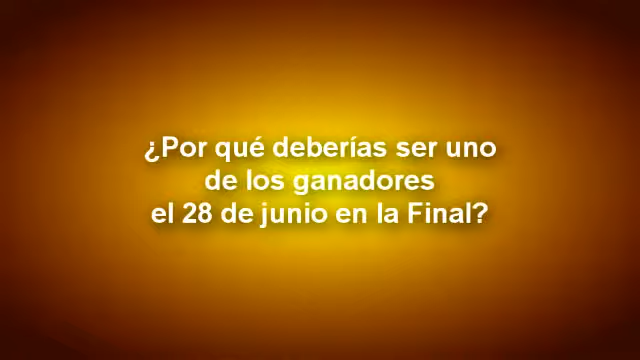 ¿Por qué deberías ser uno
de los ganadores
el 28 de junio en la Final?